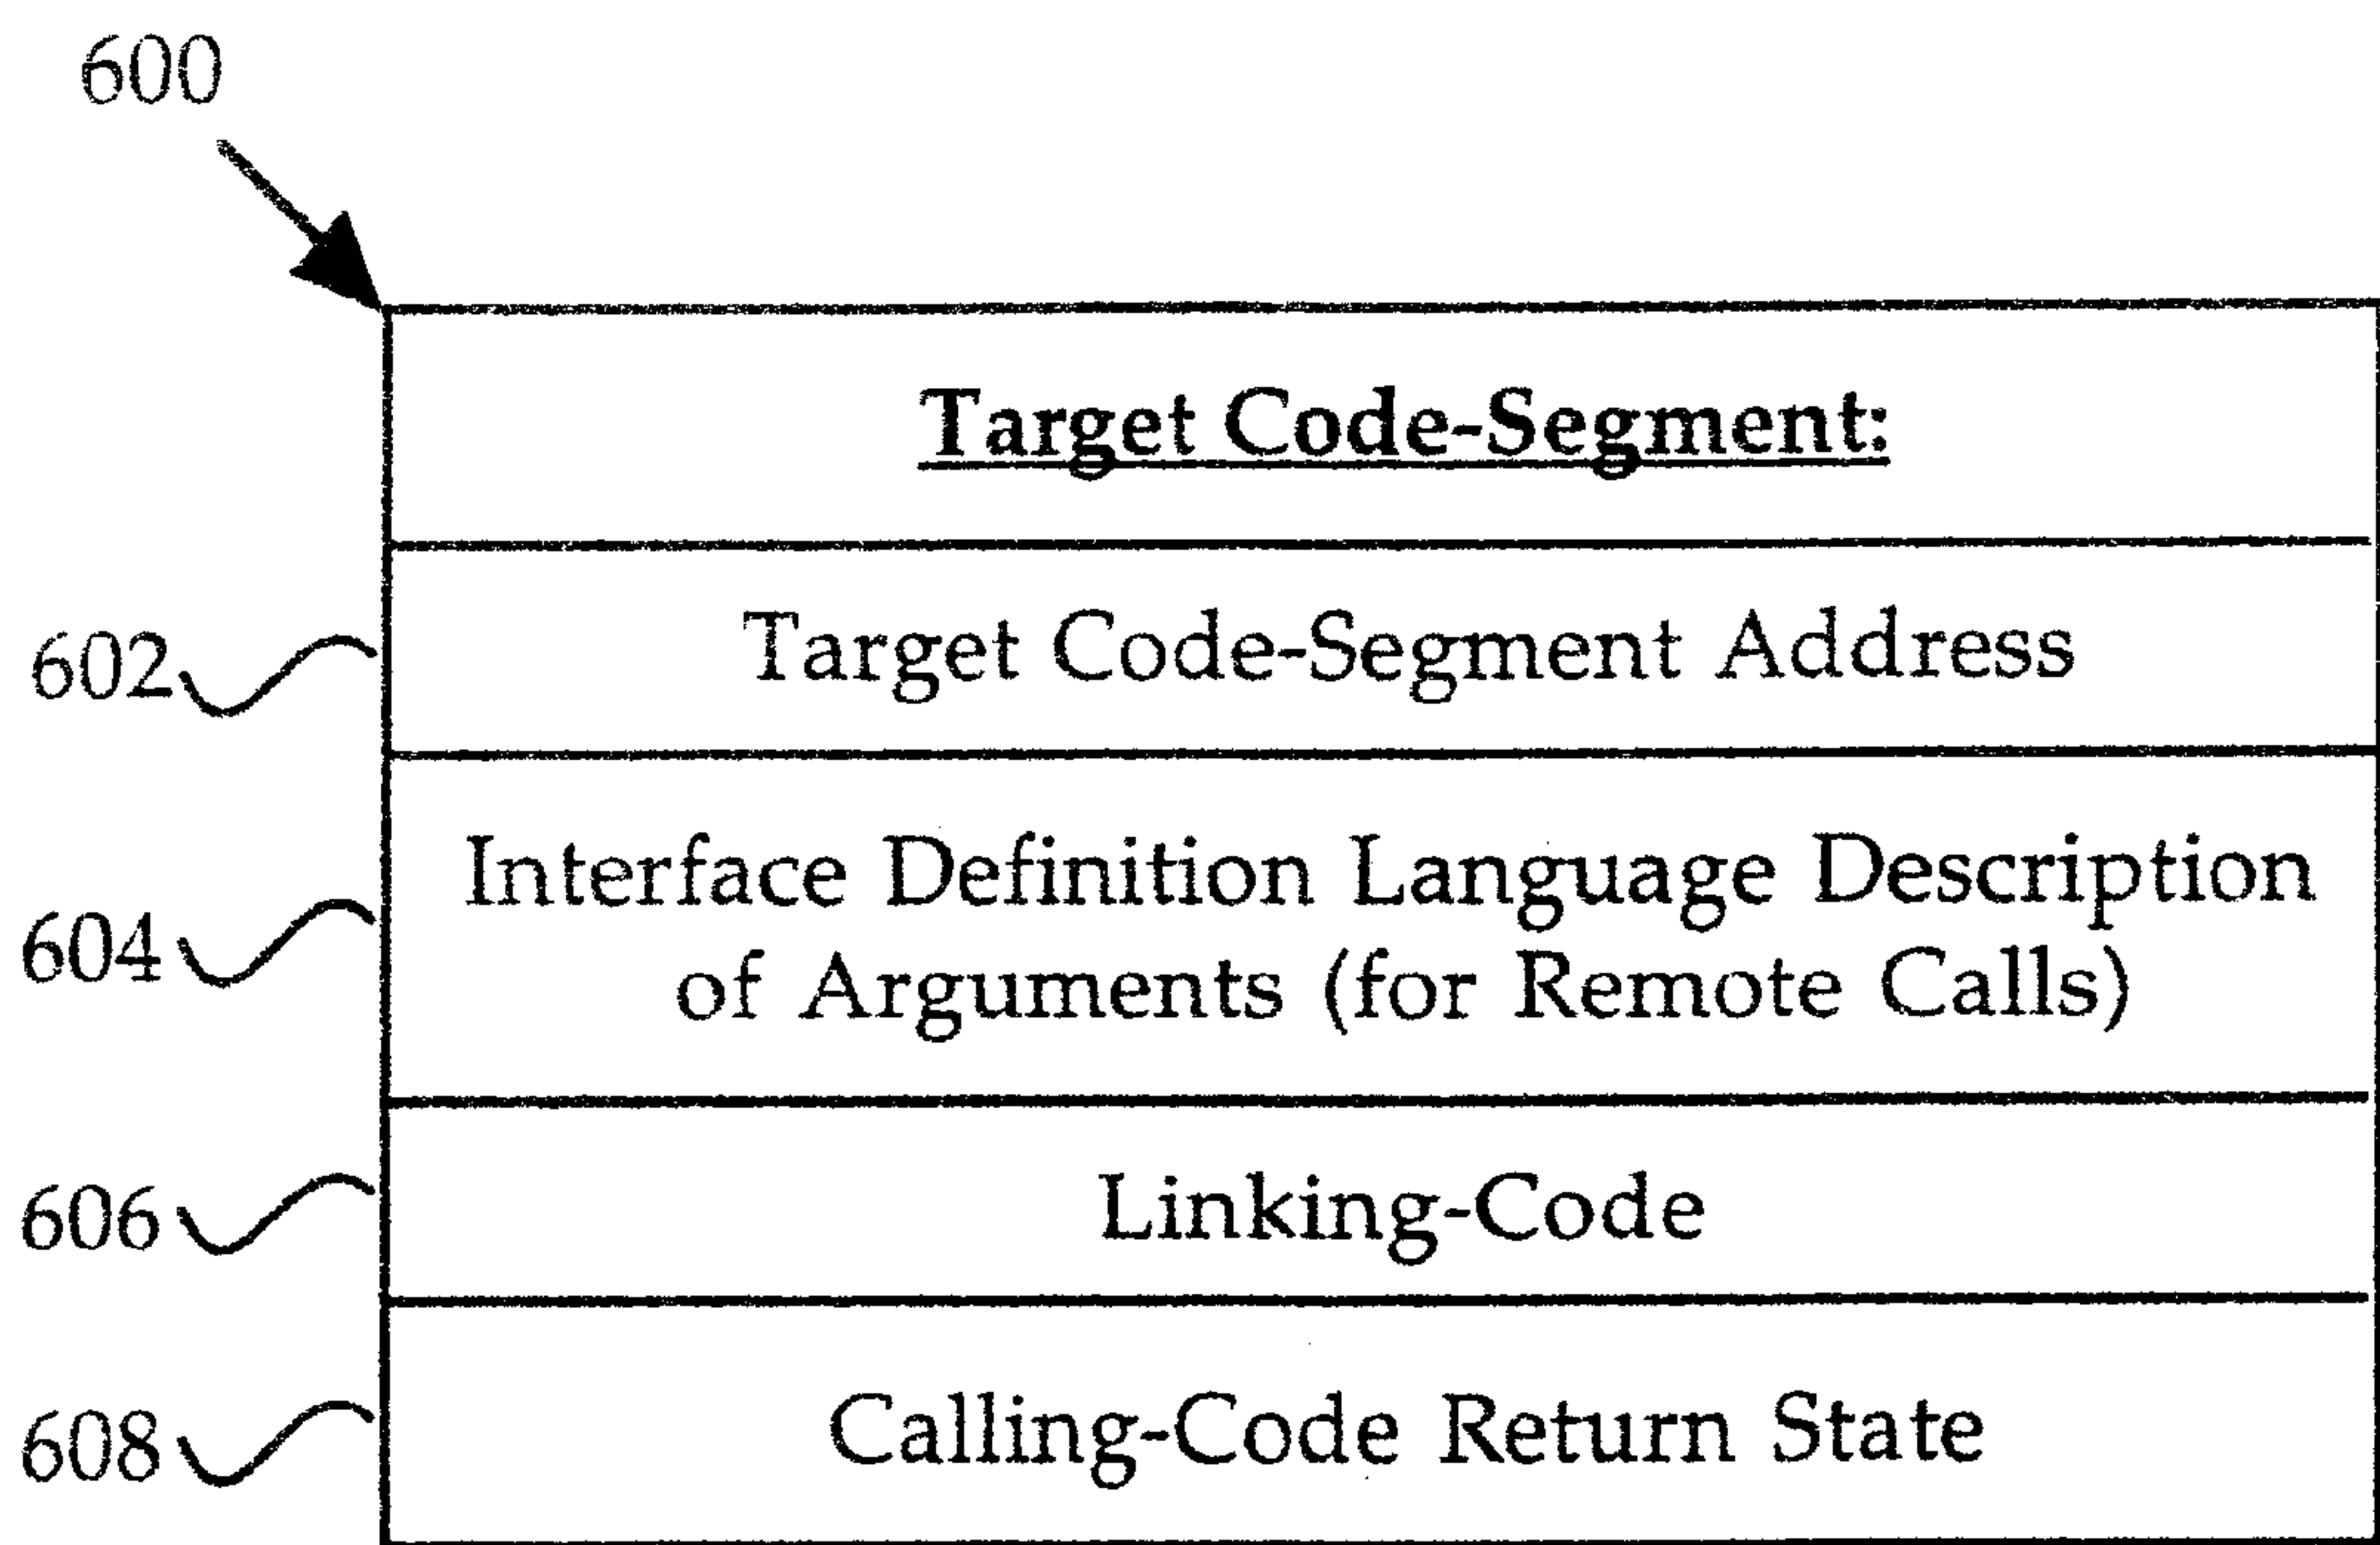 600
Target Code-Segment:
602
Target Code-Segment Address
604
Interface Definition Language Description
of Arguments (for Remote Calls)
606
Linking-Code
608
Calling-Code Return State